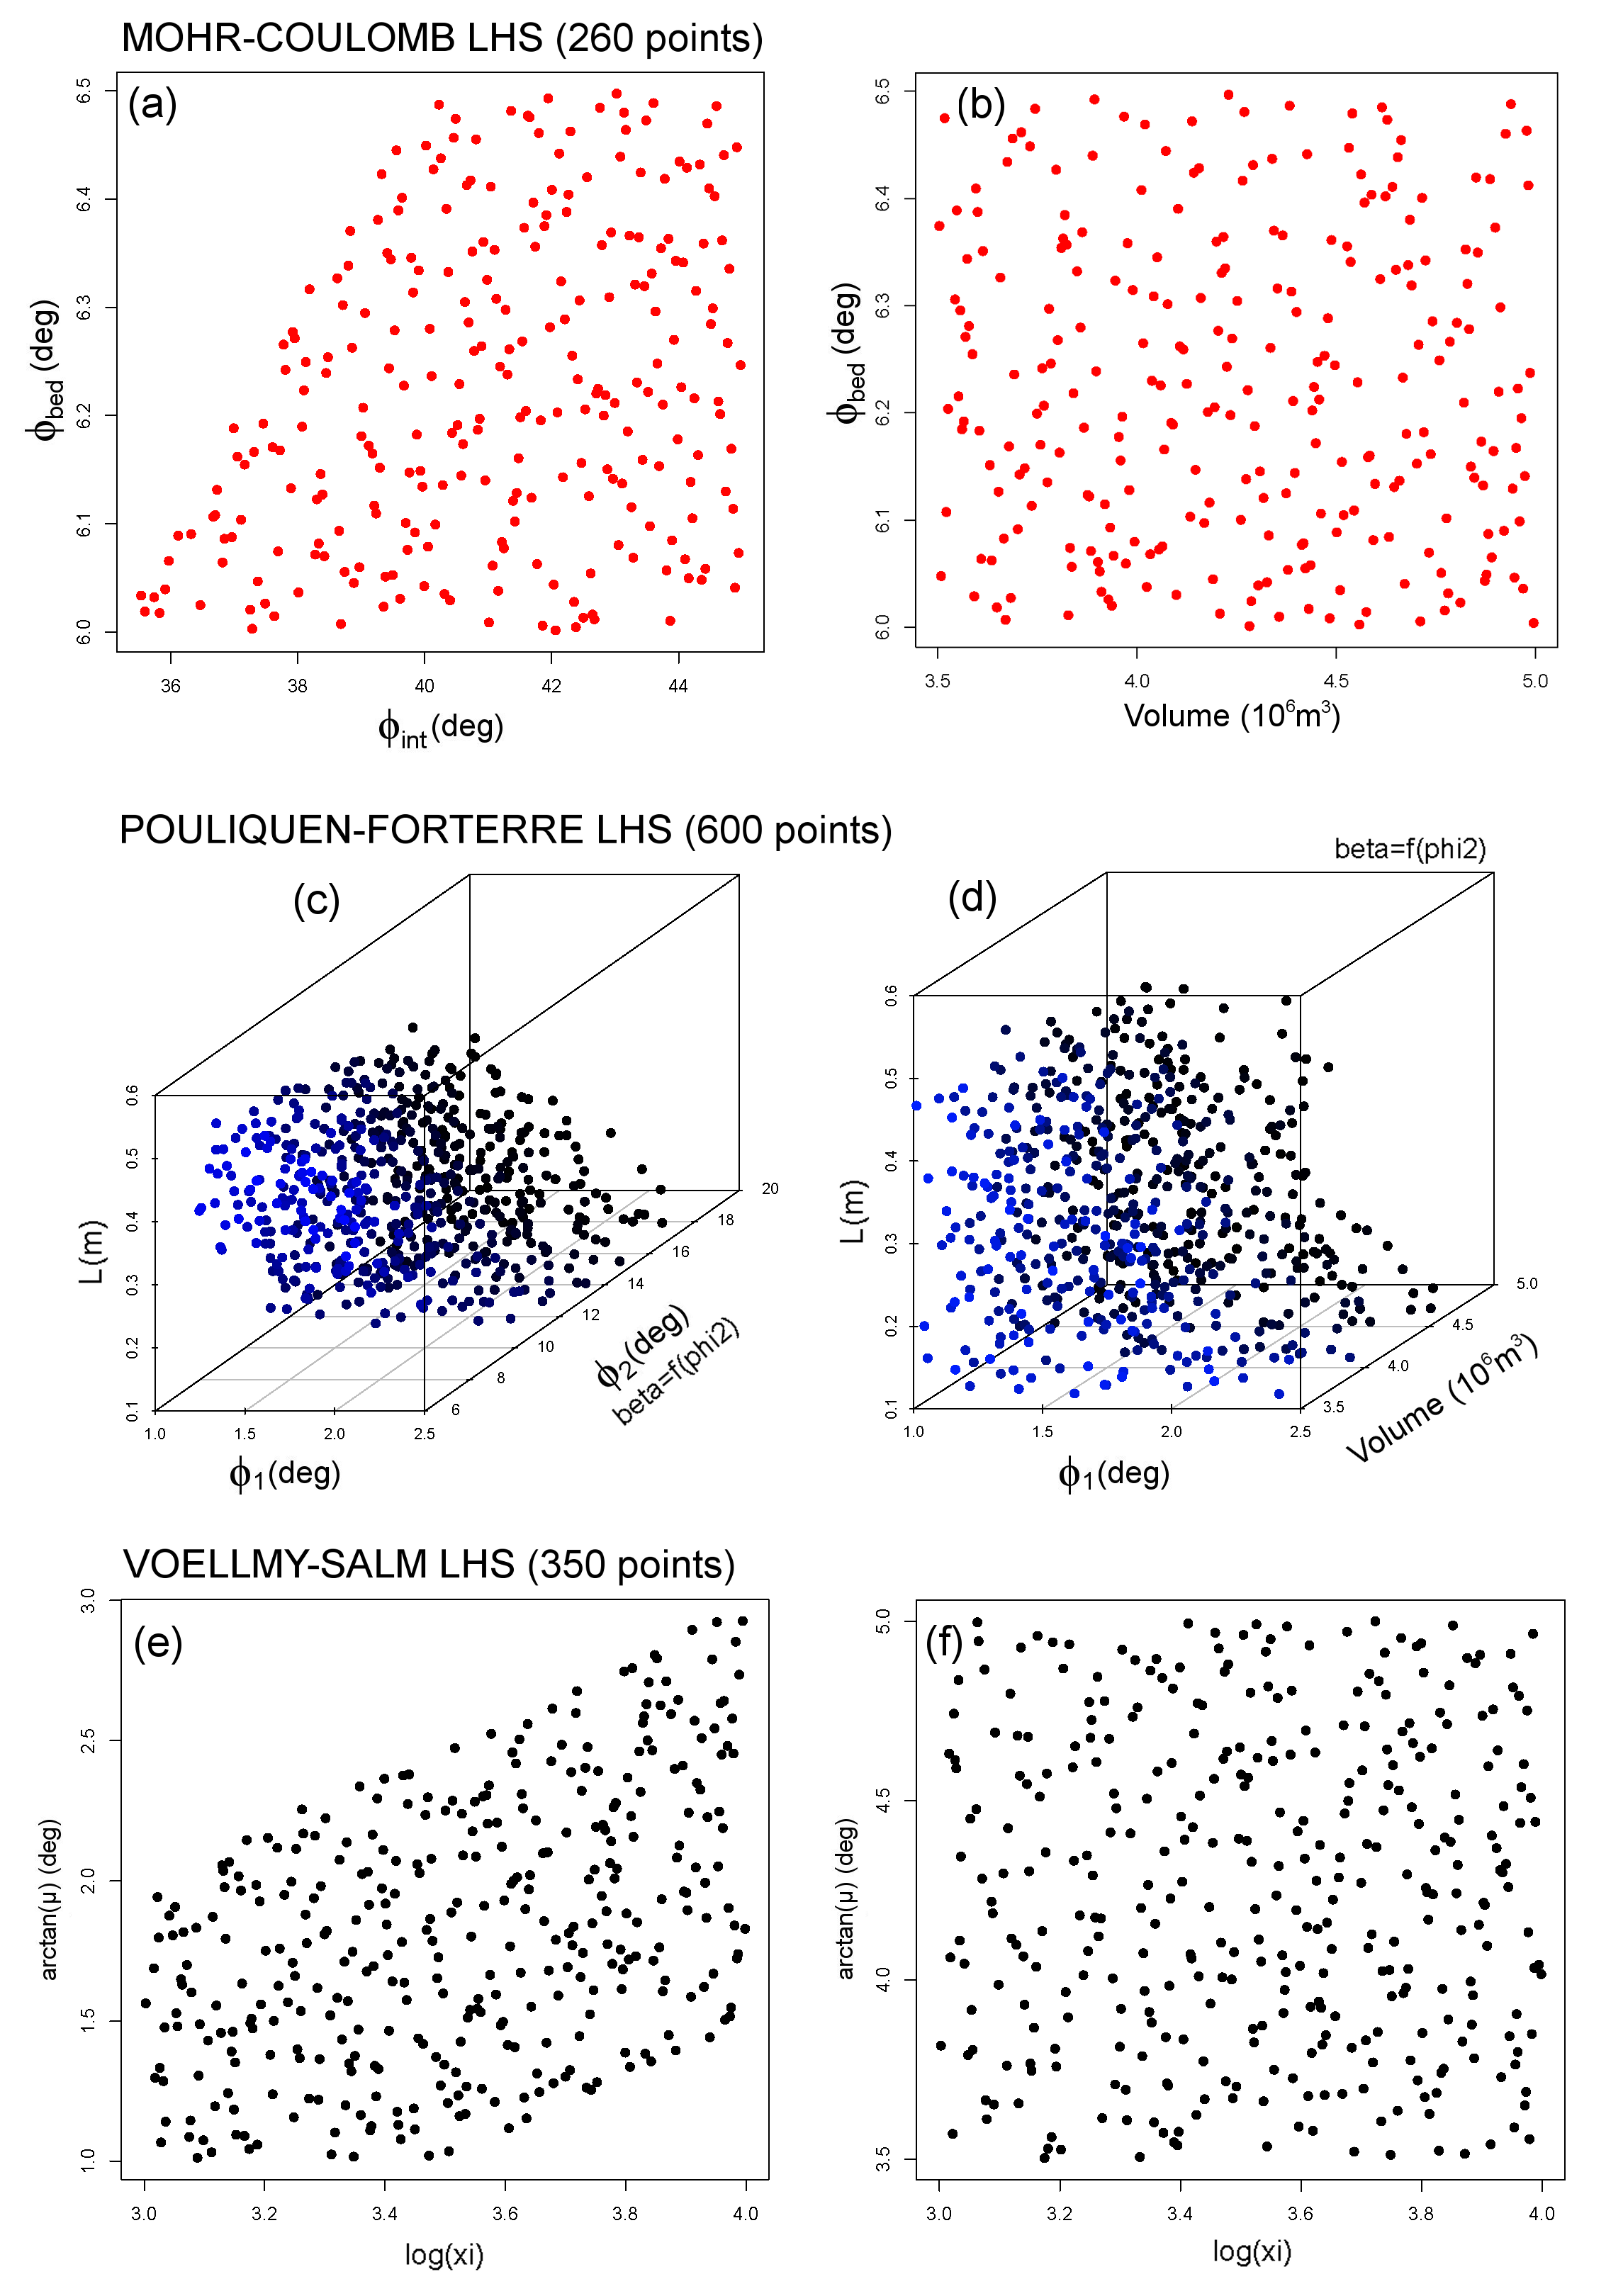 MOHR-COULOMB LHS (260 points)
(a)
6.5
6.4
6.3
6.2
6.1
6.0
ϕbed (deg)
36 38 40 42 44
ϕint (deg)
(b)
6.5
6.4
6.3
6.2
6.1
6.0
ϕbed (deg)
3.5 4.0 4.5 5.0
Volume (10⁶m³)
POULIQUEN-FORTERRE LHS (600 points)
(c)
0.6
0.5
0.4
0.3
0.2
0.1
L(m)
20
18
16
14
12
10
8
6
ϕ2(deg)
beta=f(phi2)
1.0 1.5 2.0 2.5
ϕ1(deg)
beta=f(phi2)
(d)
0.6
0.5
0.4
0.3
0.2
0.1
L(m)
5.0
4.5
4.0
3.5
Volume (10⁶m³)
1.0 1.5 2.0 2.5
ϕ1(deg)
VOELLMY-SALM LHS (350 points)
(e)
3.0
2.5
2.0
1.5
1.0
arctan(μ) (deg)
3.0 3.2 3.4 3.6 3.8 4.0
log(xi)
(f)
5.0
4.5
4.0
3.5
arctan(μ) (deg)
3.0 3.2 3.4 3.6 3.8 4.0
log(xi)